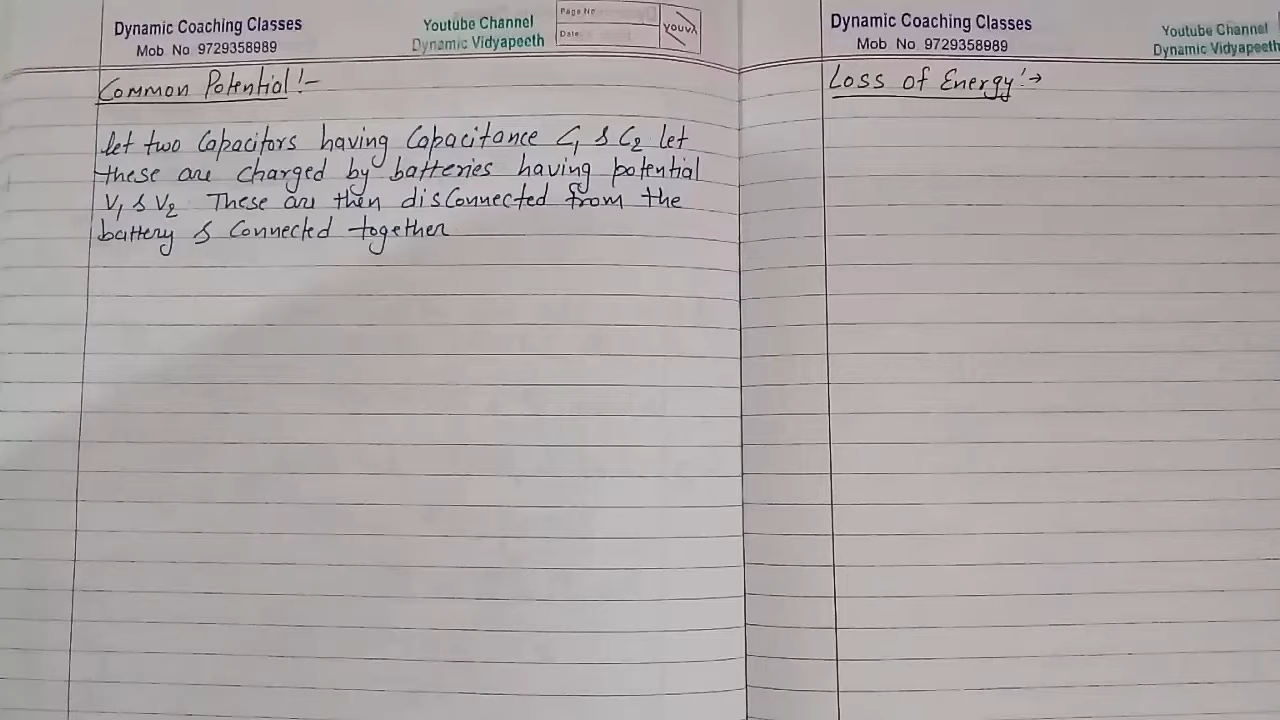 Dynamic Coaching Classes
Mob No 9729358989
Youtube Channel
Dynamic Vidyapeeth
Page No
Date
YOUVA
Common Potential!-
let two Capacitors having Capacitance C1 & C2 let
these are charged by batteries having potential
V1 & V2 These are then disConnected from the
battery & Connected together
Dynamic Coaching Classes
Mob No 9729358989
Youtube Channel
Dynamic Vidyapeeth
Loss of Energy:→